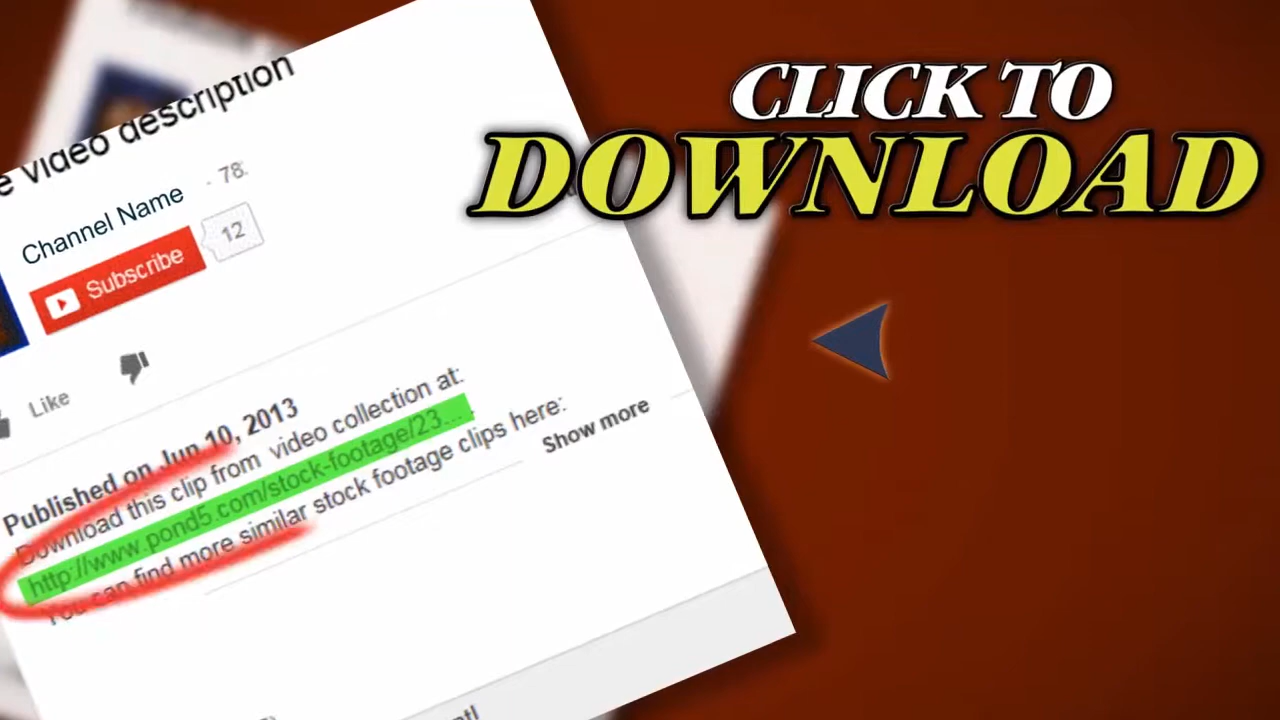 CLICK TO
DOWNLOAD
video description
Channel Name
78
Subscribe
12
Like
Published on Jun 10, 2013
Download this clip from video collection at:
http://www.pond5.com/stock-footage/23...
You can find more similar stock footage clips here:
Show more